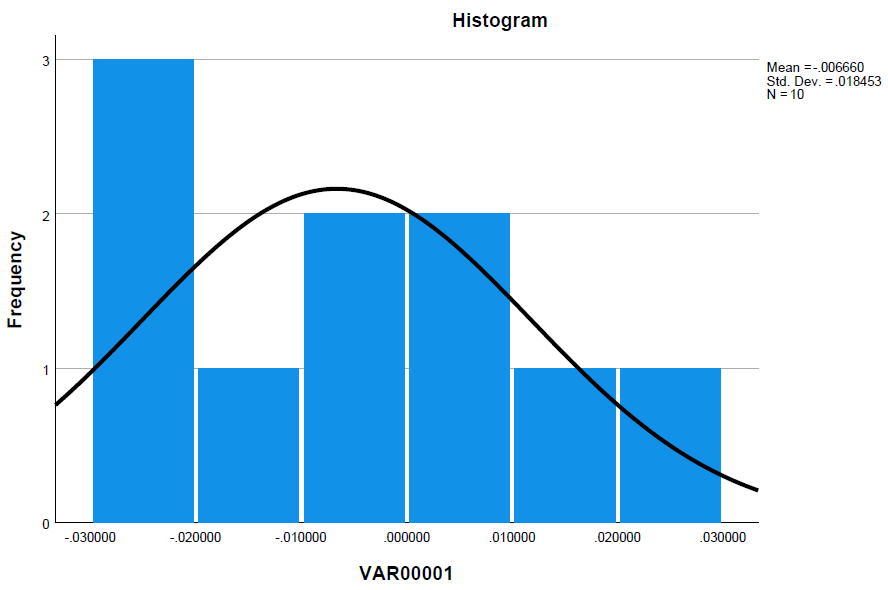 Histogram
Mean =-.006660
Std. Dev. =.018453
N =10
Frequency
3
2
1
0
-.030000 -.020000 -.010000 .000000 .010000 .020000 .030000
VAR00001